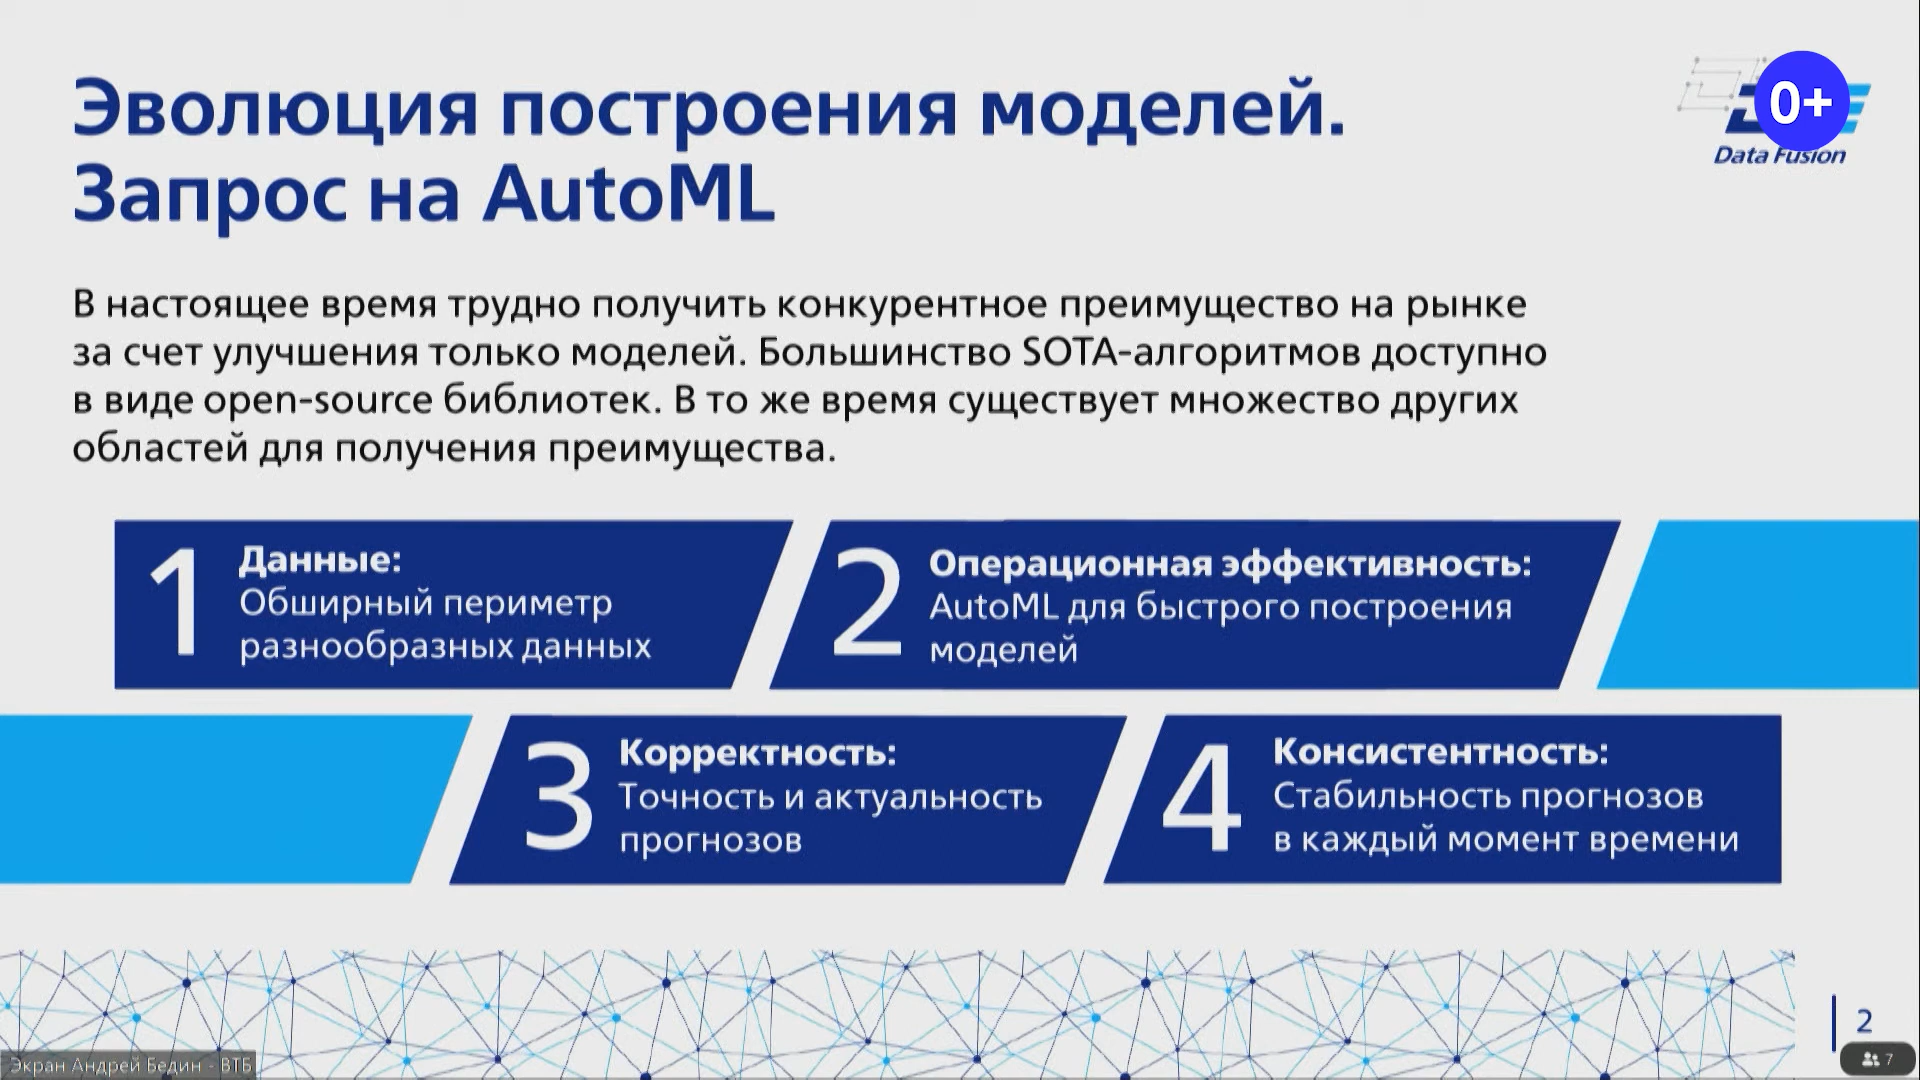 Эволюция построения моделей.
Запрос на AutoML
0+
Data Fusion
В настоящее время трудно получить конкурентное преимущество на рынке
за счет улучшения только моделей. Большинство SOTA-алгоритмов доступно
в виде open-source библиотек. В то же время существует множество других
областей для получения преимущества.
1
Данные:
Обширный периметр
разнообразных данных
2
Операционная эффективность:
AutoML для быстрого построения
моделей
3
Корректность:
Точность и актуальность
прогнозов
4
Консистентность:
Стабильность прогнозов
в каждый момент времени
2
Экран Андрей Бедин - ВТБ
7